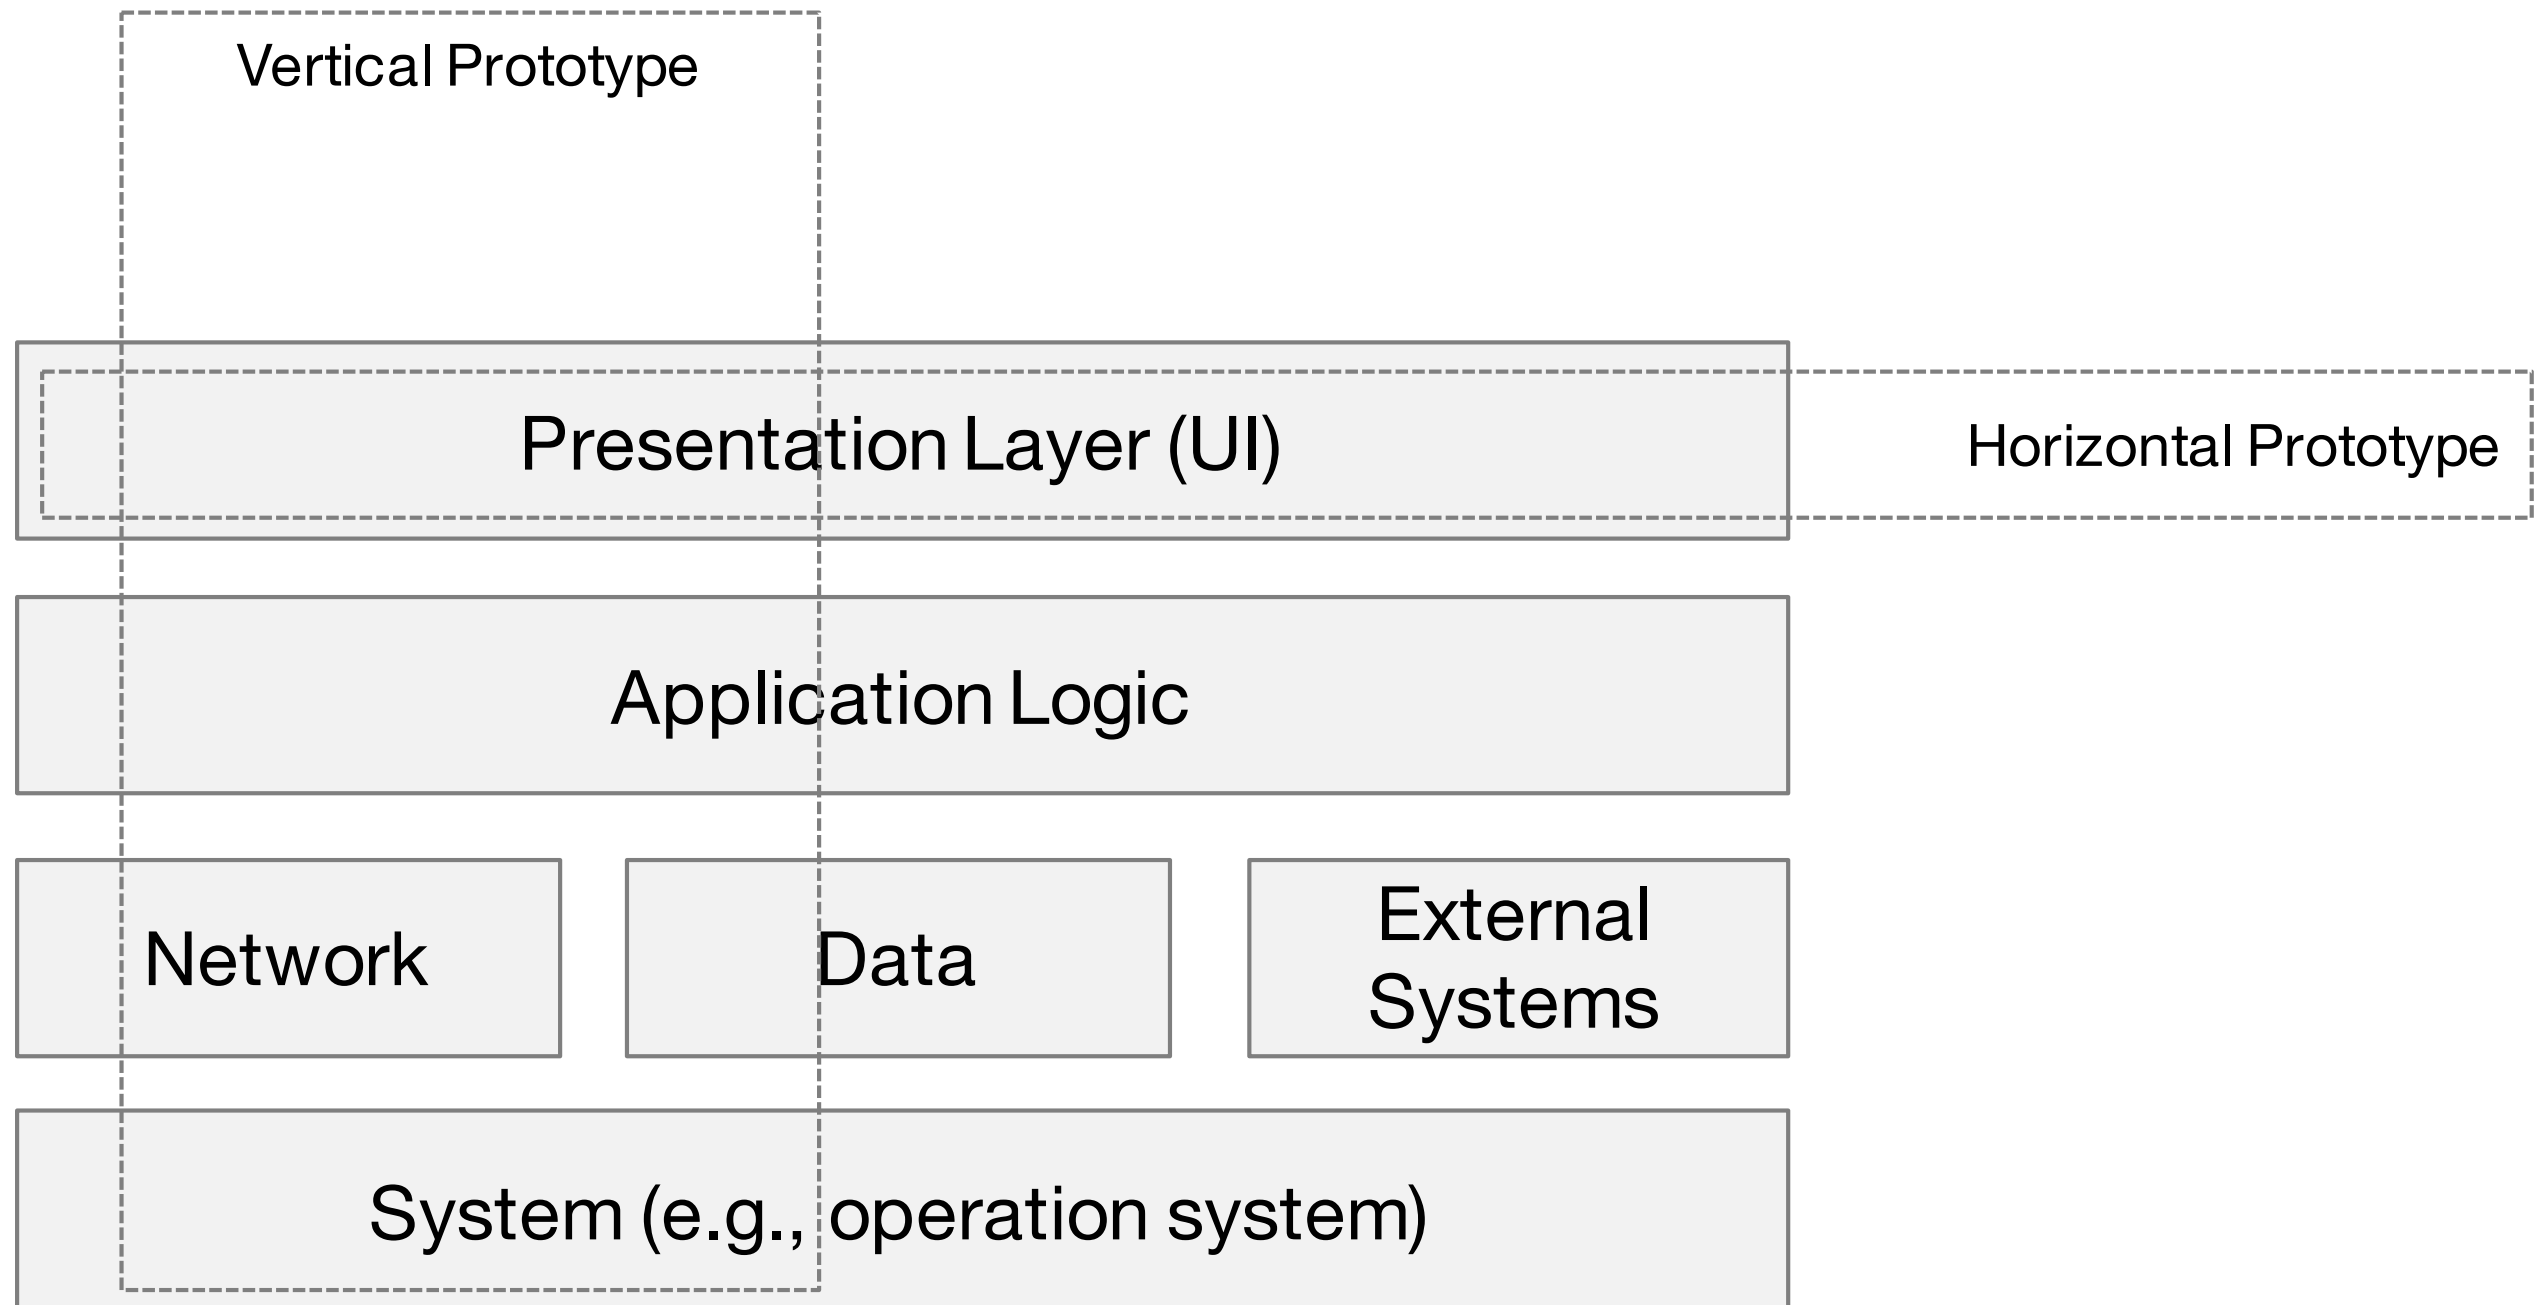 Vertical Prototype
Presentation Layer (UI)
Horizontal Prototype
Application Logic
Network
Data
External
Systems
System (e.g., operation system)